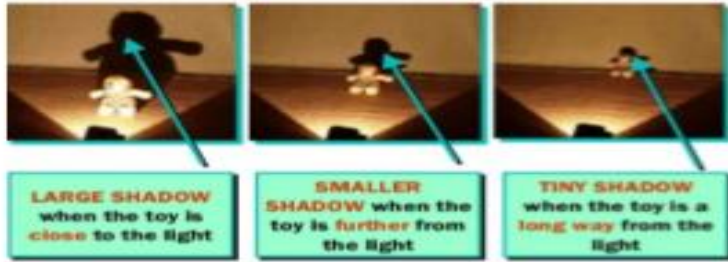 LARGE SHADOW
when the toy is
close to the light
SMALLER
SHADOW when the
toy is further from
the light
TINY SHADOW
when the toy is a
long way from the
light